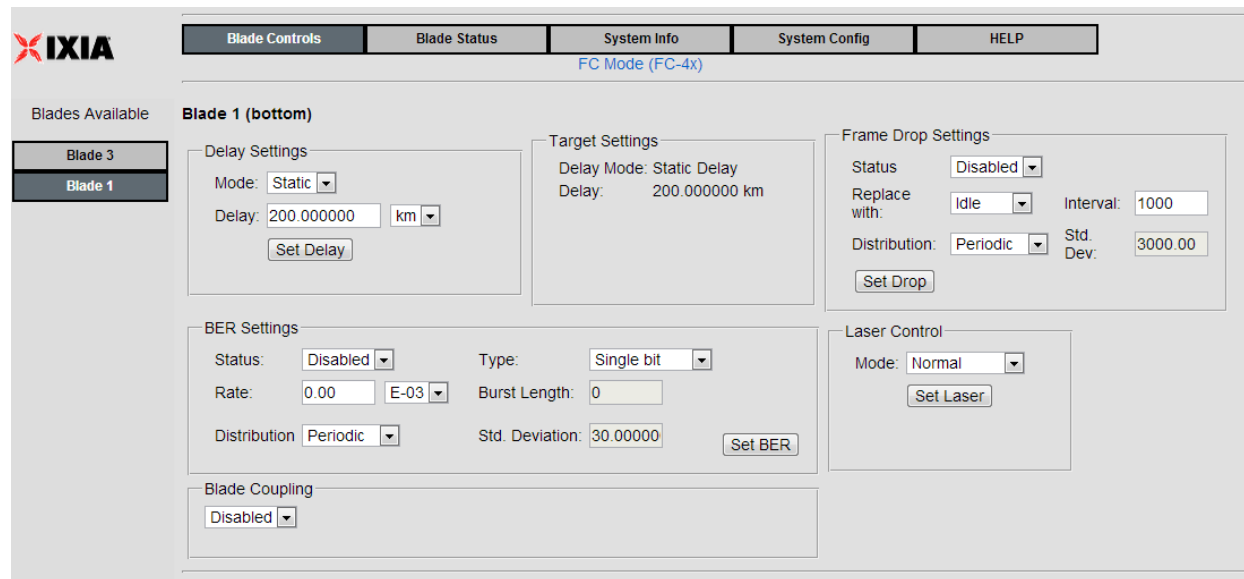 IXIA
Blade Controls Blade Status System Info System Config HELP
FC Mode (FC-4x)
Blades Available
Blade 3
Blade 1
Blade 1 (bottom)
Delay Settings
Mode: Static
Delay: 200.000000 km
Set Delay
Target Settings
Delay Mode: Static Delay
Delay: 200.000000 km
Frame Drop Settings
Status Disabled
Replace with: Idle Interval: 1000
Distribution: Periodic Std. Dev: 3000.00
Set Drop
BER Settings
Status: Disabled Type: Single bit
Rate: 0.00 E-03 Burst Length: 0
Distribution Periodic Std. Deviation: 30.00000
Set BER
Laser Control
Mode: Normal
Set Laser
Blade Coupling
Disabled